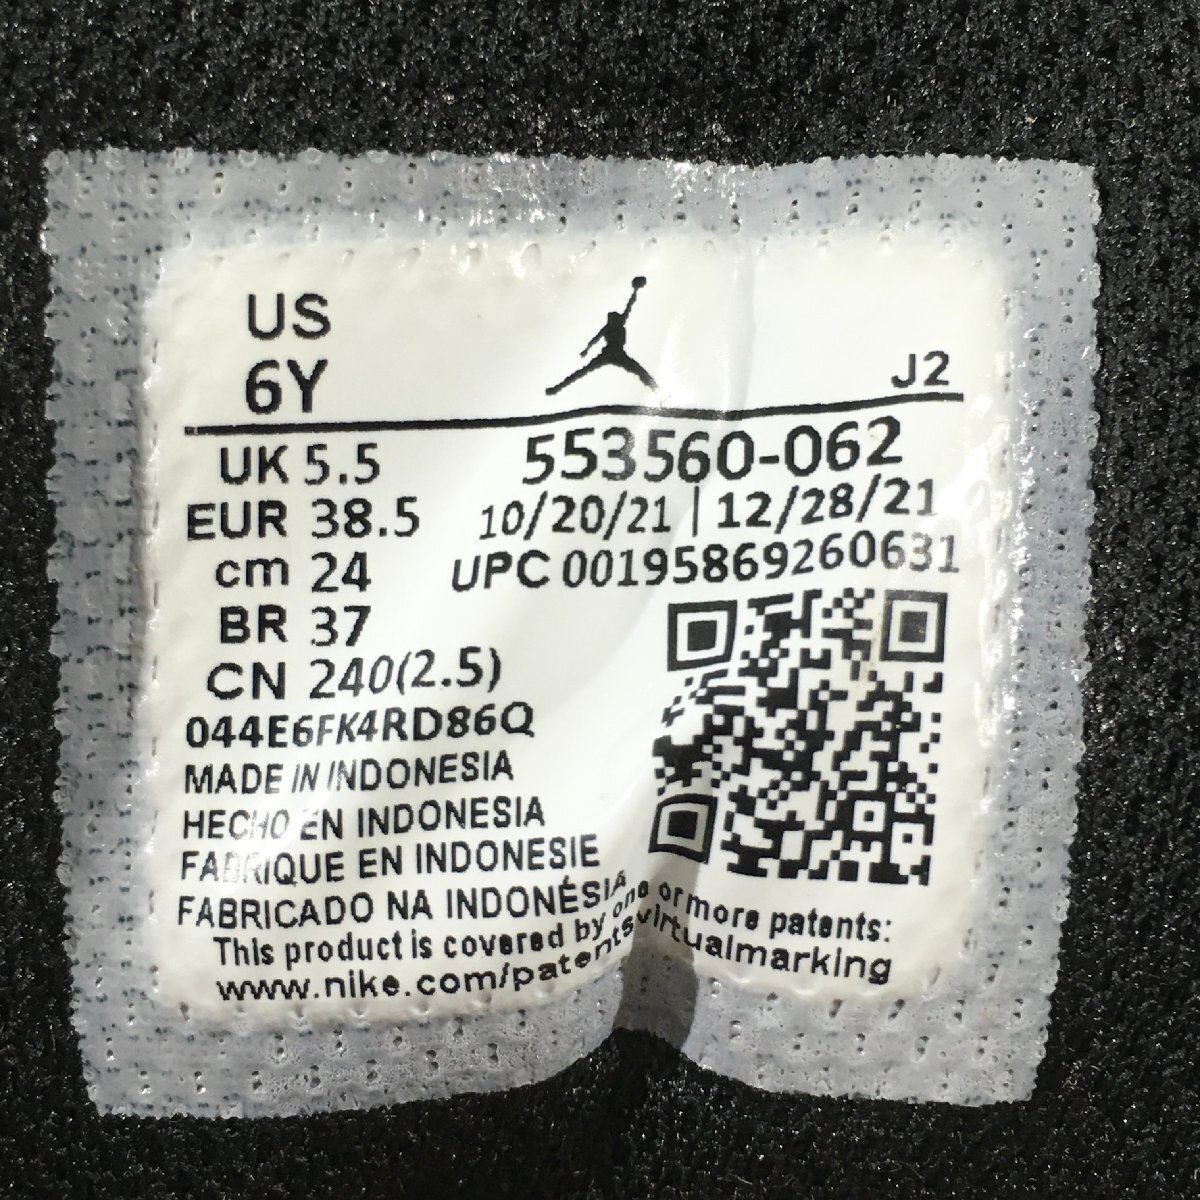 US
6Y
J2
UK 5.5
EUR 38.5
cm 24
BR 37
CN 240(2.5)
553560-062
10/20/21 | 12/28/21
UPC 00195869260631
044E6FK4RD86Q
MADE IN INDONESIA
HECHO EN INDONESIA
FABRIQUE EN INDONESIE
FABRICADO NA INDONÉSIA
This product is covered by one or more patents:
www.nike.com/patentsvirtualmarking